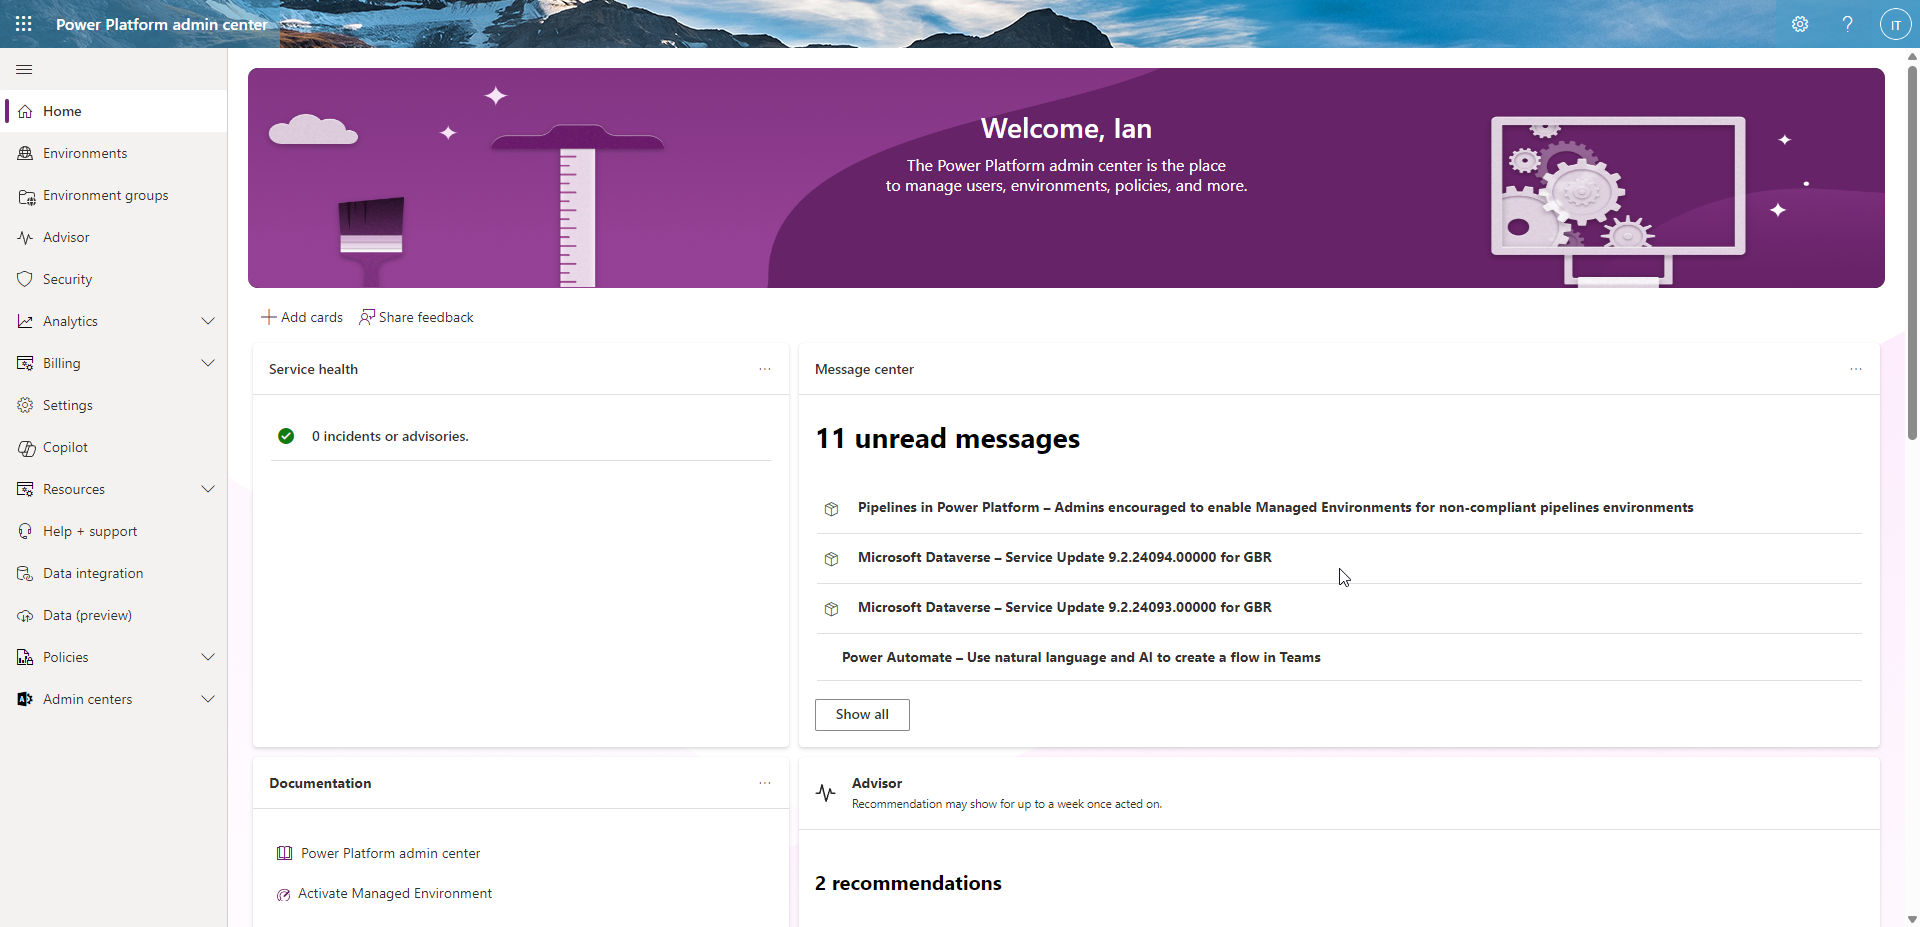 Power Platform admin center
IT
Home
Environments
Environment groups
Advisor
Security
Analytics
Billing
Settings
Copilot
Resources
Help + support
Data integration
Data (preview)
Policies
Admin centers
Welcome, Ian
The Power Platform admin center is the place
to manage users, environments, policies, and more.
Add cards
Share feedback
Service health
0 incidents or advisories.
Message center
11 unread messages
Pipelines in Power Platform – Admins encouraged to enable Managed Environments for non-compliant pipelines environments
Microsoft Dataverse – Service Update 9.2.24094.00000 for GBR
Microsoft Dataverse – Service Update 9.2.24093.00000 for GBR
Power Automate – Use natural language and AI to create a flow in Teams
Show all
Documentation
Power Platform admin center
Activate Managed Environment
Advisor
Recommendation may show for up to a week once acted on.
2 recommendations